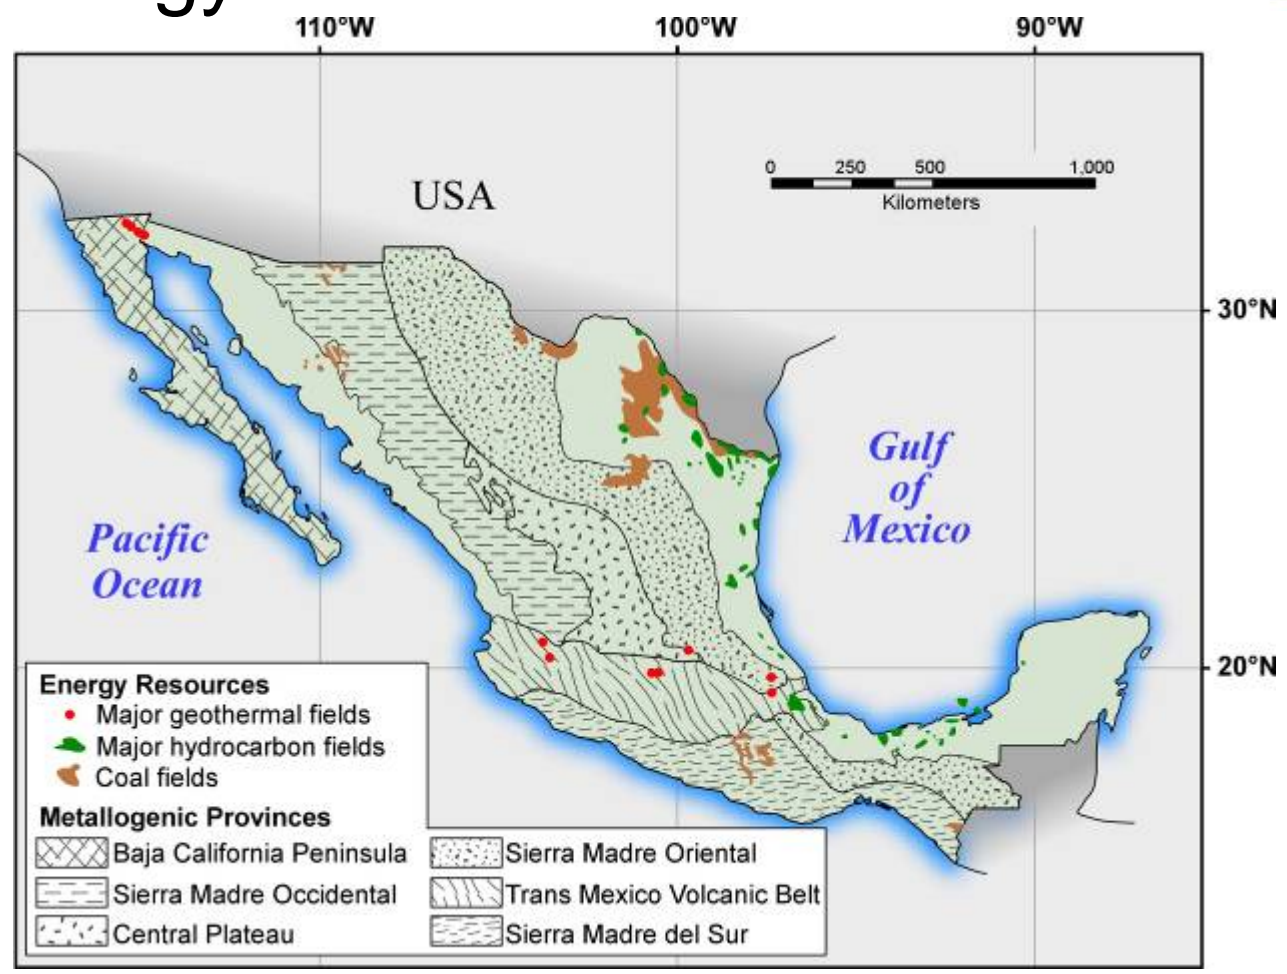 gy
110°W 100°W 90°W
0 250 500 1,000
Kilometers
USA
30°N
Gulf
of
Mexico
Pacific
Ocean
20°N
Energy Resources
Major geothermal fields
Major hydrocarbon fields
Coal fields
Metallogenic Provinces
Baja California Peninsula
Sierra Madre Oriental
Sierra Madre Occidental
Trans Mexico Volcanic Belt
Central Plateau
Sierra Madre del Sur